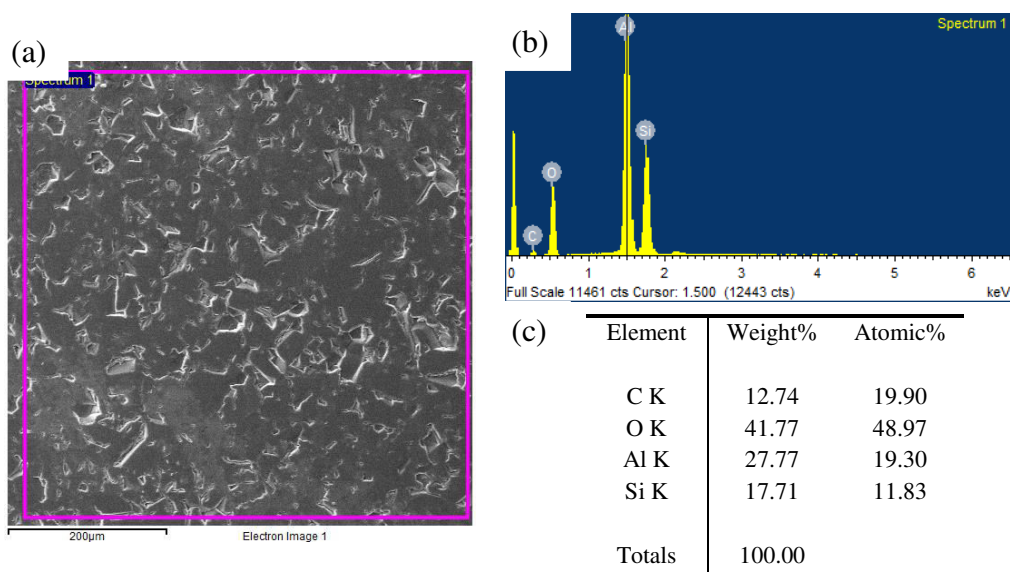 (a)
Spectrum 1
200µm Electron Image 1
(b)
Spectrum 1
Al
Si
O
C
0 1 2 3 4 5 6
Full Scale 11461 cts Cursor: 1.500 (12443 cts) keV
(c)
Element Weight% Atomic%
C K 12.74 19.90
O K 41.77 48.97
Al K 27.77 19.30
Si K 17.71 11.83
Totals 100.00